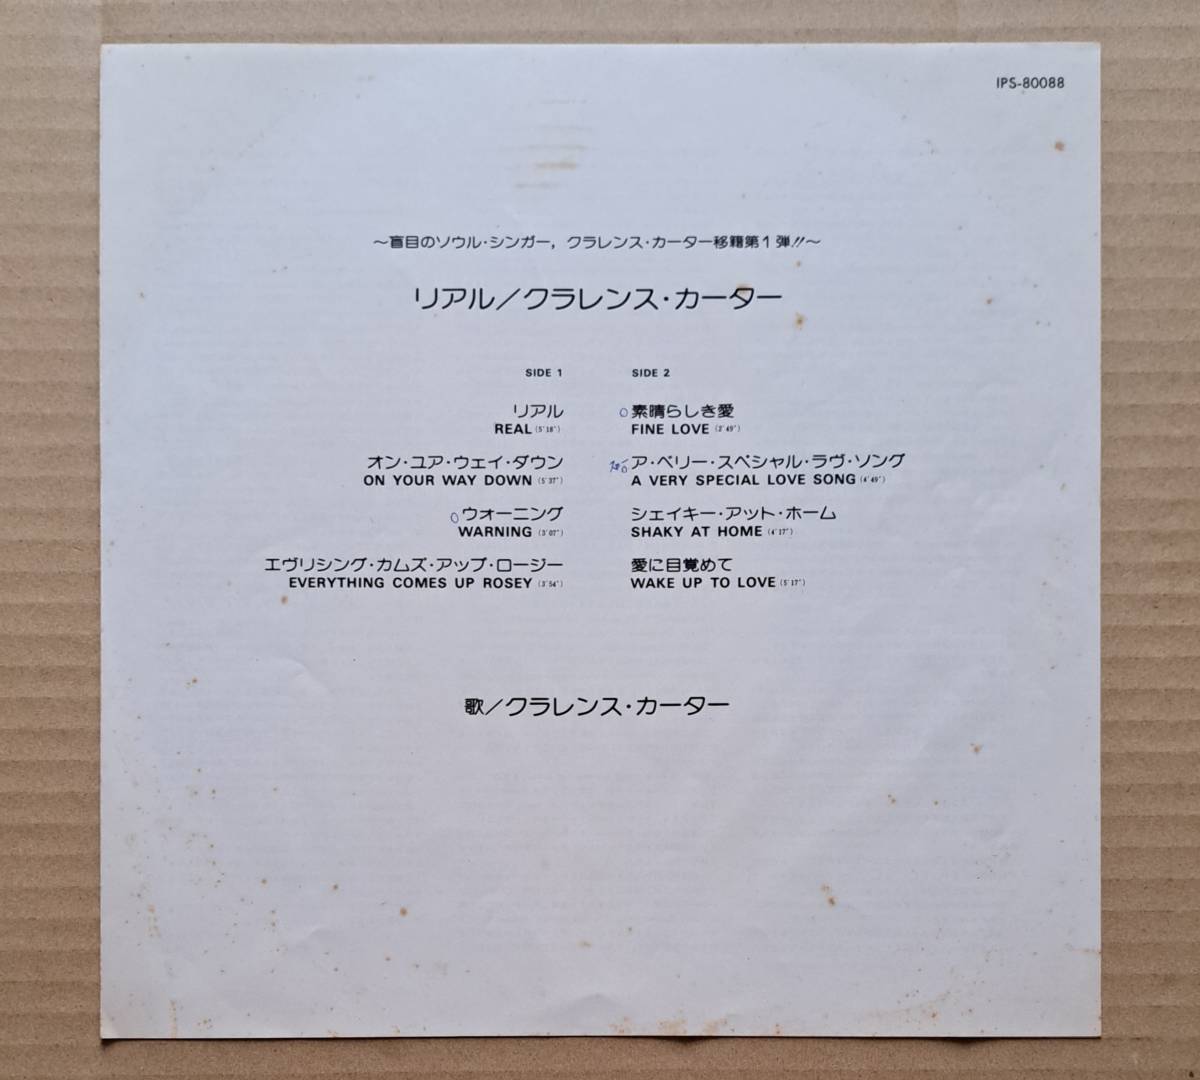 IPS-80088
～盲目のソウル・シンガー，クラレンス・カーター移籍第1弾!!～
リアル／クラレンス・カーター
SIDE 1
リアル
REAL (5'18")
オン・ユア・ウェイ・ダウン
ON YOUR WAY DOWN (5'37")
ウォーニング
WARNING (3'07")
エヴリシング・カムズ・アップ・ロージー
EVERYTHING COMES UP ROSEY (3'54")
SIDE 2
素晴らしき愛
FINE LOVE (2'49")
ア・ベリー・スペシャル・ラヴ・ソング
A VERY SPECIAL LOVE SONG (4'49")
シェイキー・アット・ホーム
SHAKY AT HOME (4'17")
愛に目覚めて
WAKE UP TO LOVE (5'17")
歌／クラレンス・カーター